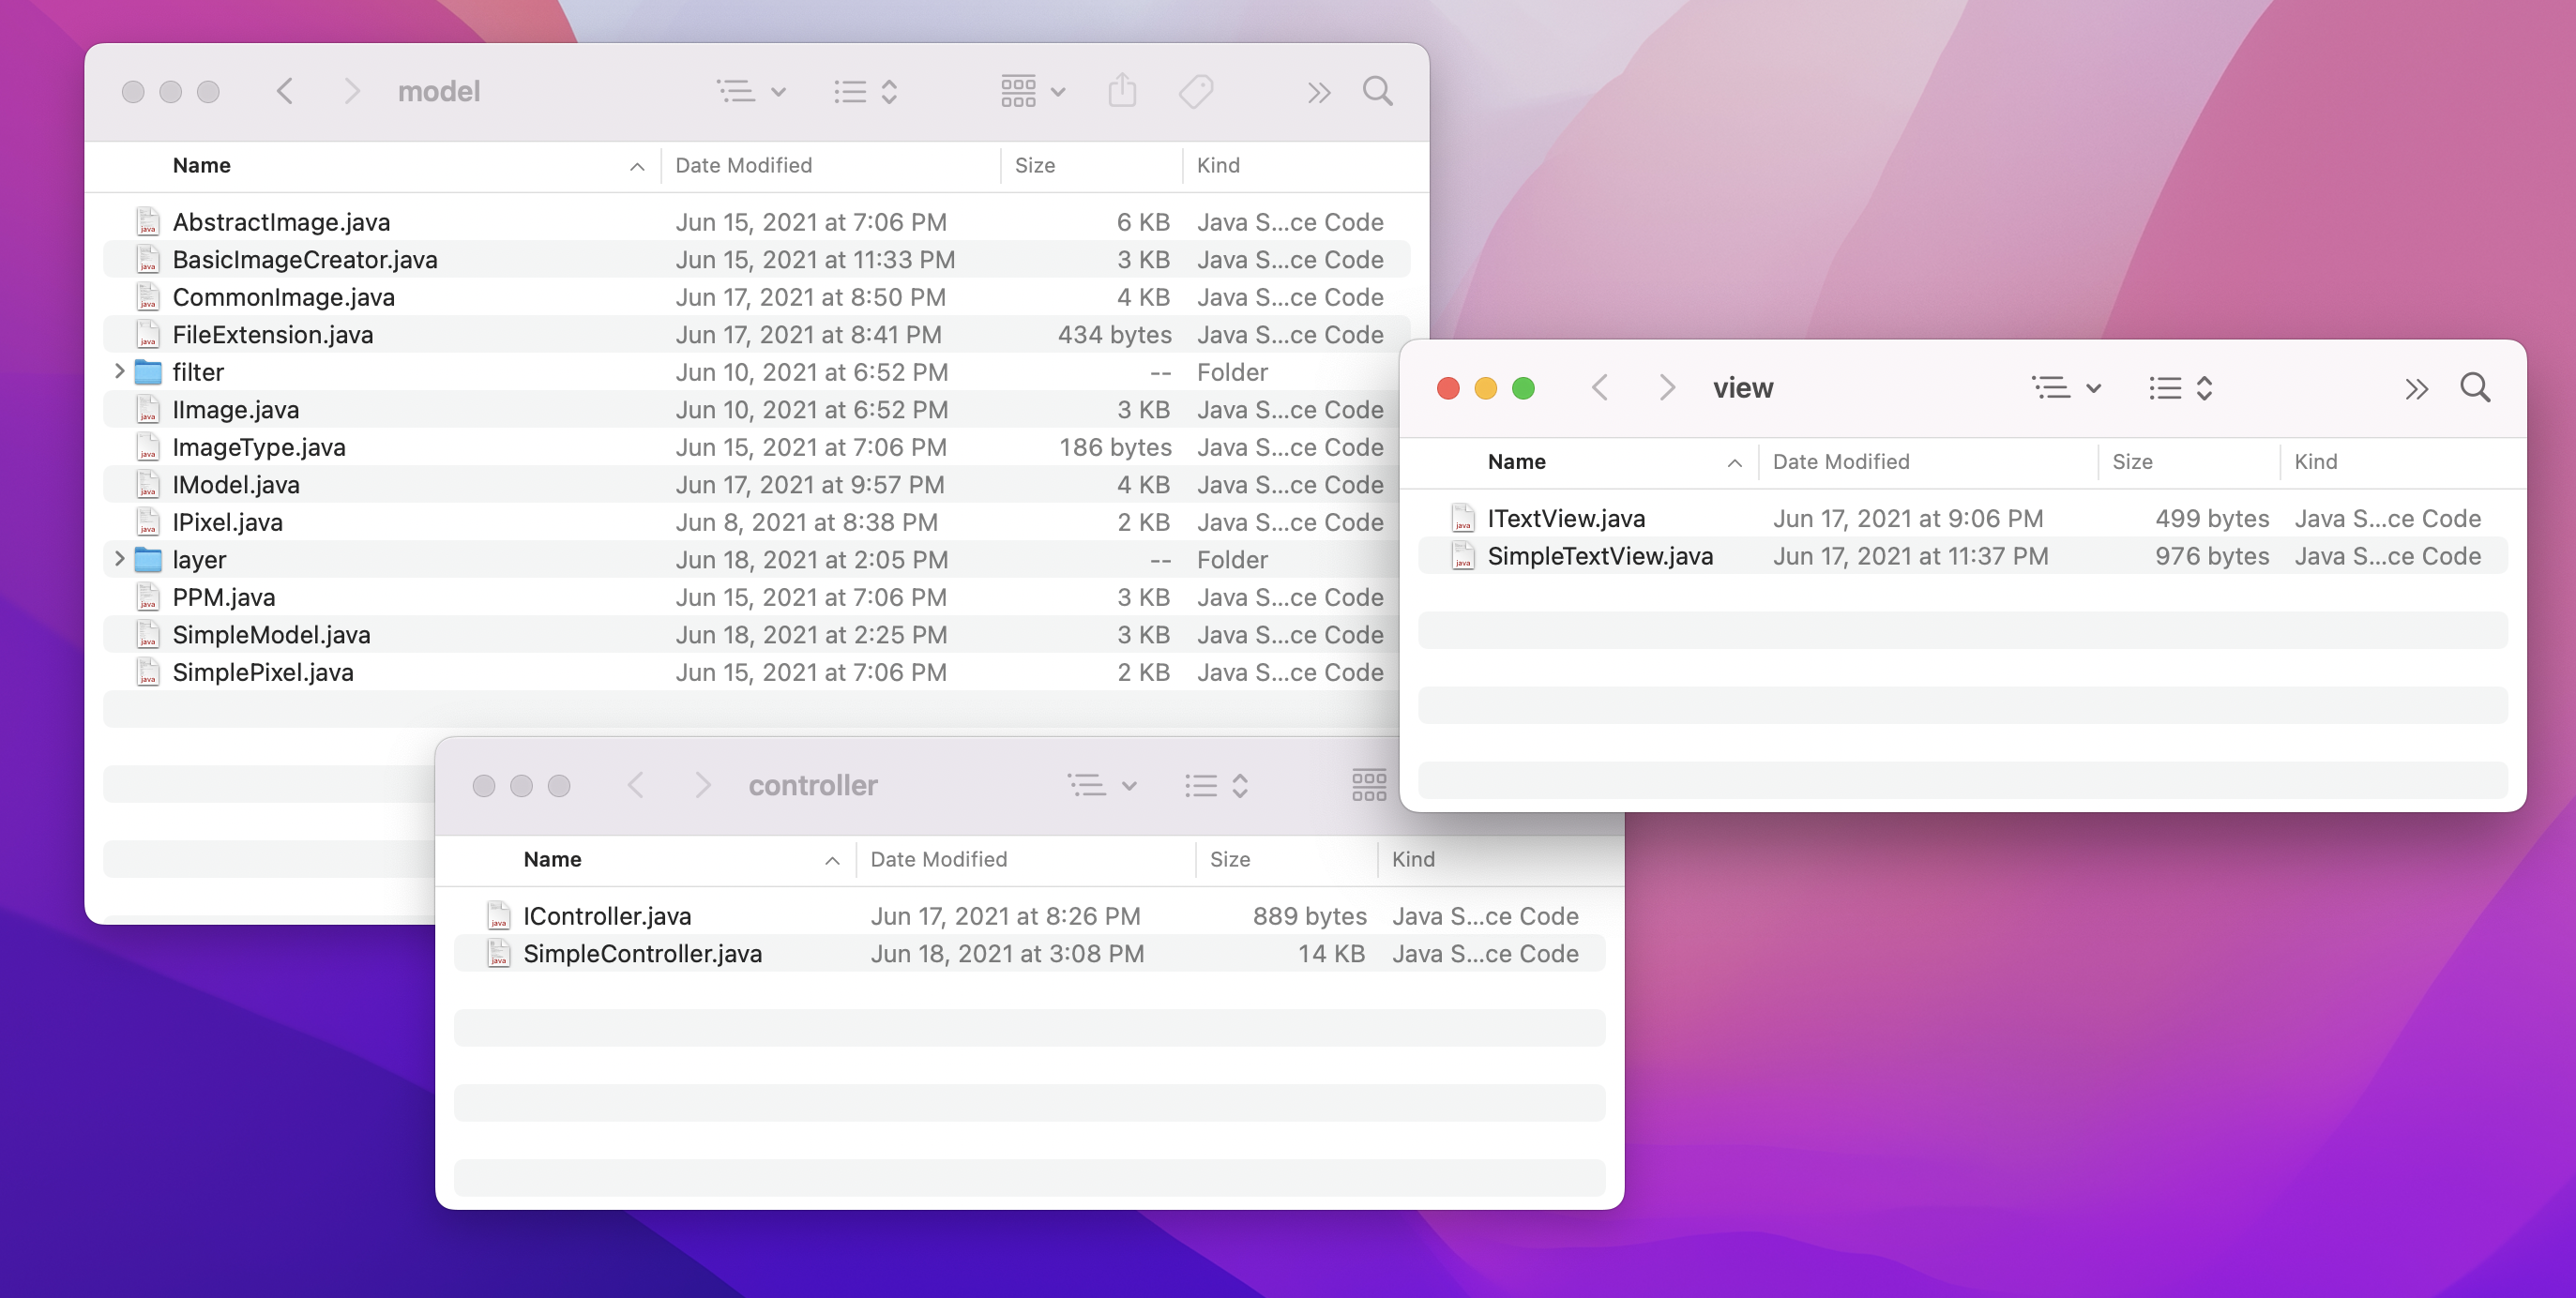 model
Name Date Modified Size Kind
AbstractImage.java Jun 15, 2021 at 7:06 PM 6 KB Java S...ce Code
BasicImageCreator.java Jun 15, 2021 at 11:33 PM 3 KB Java S...ce Code
CommonImage.java Jun 17, 2021 at 8:50 PM 4 KB Java S...ce Code
FileExtension.java Jun 17, 2021 at 8:41 PM 434 bytes Java S...ce Code
filter Jun 10, 2021 at 6:52 PM -- Folder
IImage.java Jun 10, 2021 at 6:52 PM 3 KB Java S...ce Code
ImageType.java Jun 15, 2021 at 7:06 PM 186 bytes Java S...ce Code
IModel.java Jun 17, 2021 at 9:57 PM 4 KB Java S...ce Code
IPixel.java Jun 8, 2021 at 8:38 PM 2 KB Java S...ce Code
layer Jun 18, 2021 at 2:05 PM -- Folder
PPM.java Jun 15, 2021 at 7:06 PM 3 KB Java S...ce Code
SimpleModel.java Jun 18, 2021 at 2:25 PM 3 KB Java S...ce Code
SimplePixel.java Jun 15, 2021 at 7:06 PM 2 KB Java S...ce Code
view
Name Date Modified Size Kind
ITextView.java Jun 17, 2021 at 9:06 PM 499 bytes Java S...ce Code
SimpleTextView.java Jun 17, 2021 at 11:37 PM 976 bytes Java S...ce Code
controller
Name Date Modified Size Kind
IController.java Jun 17, 2021 at 8:26 PM 889 bytes Java S...ce Code
SimpleController.java Jun 18, 2021 at 3:08 PM 14 KB Java S...ce Code